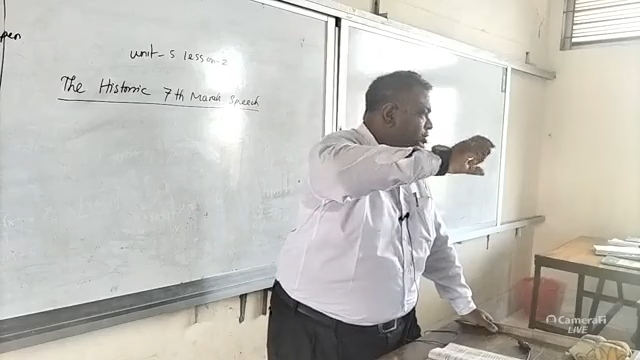 pen
unit-5 lesson-2
The Historic 7th March Speech
CameraFi
LIVE